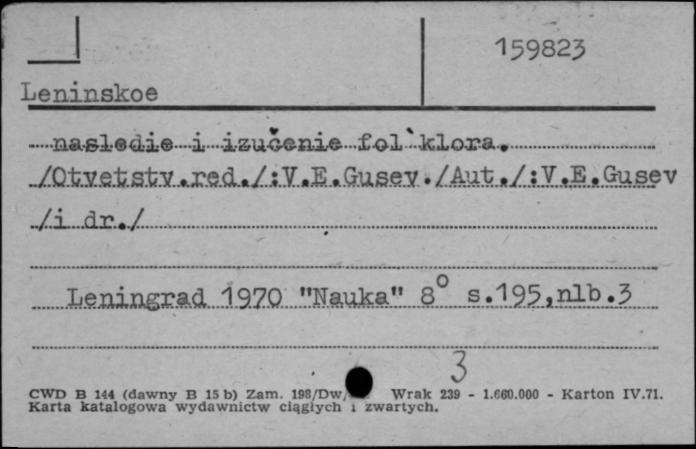 159823
Leninskoe
nasledie i izučenie fol`klora.
/Otvetstv.red./:V.E.Gusev./Aut./:V.E.Gusev
/i dr./
Leningrad 1970 "Nauka" 8° s.195,nlb.3
3
CWD B 144 (dawny B 15 b) Zam. 198/Dw/ Wrak 239 - 1.660.000 - Karton IV.71.
Karta katalogowa wydawnictw ciągłych i zwartych.